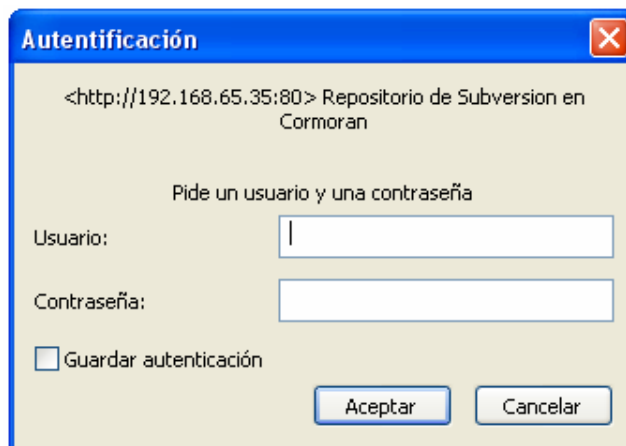 Autentificación
<http://192.168.65.35:80> Repositorio de Subversion en
Cormoran
Pide un usuario y una contraseña
Usuario:
Contraseña:
Guardar autenticación
Aceptar
Cancelar